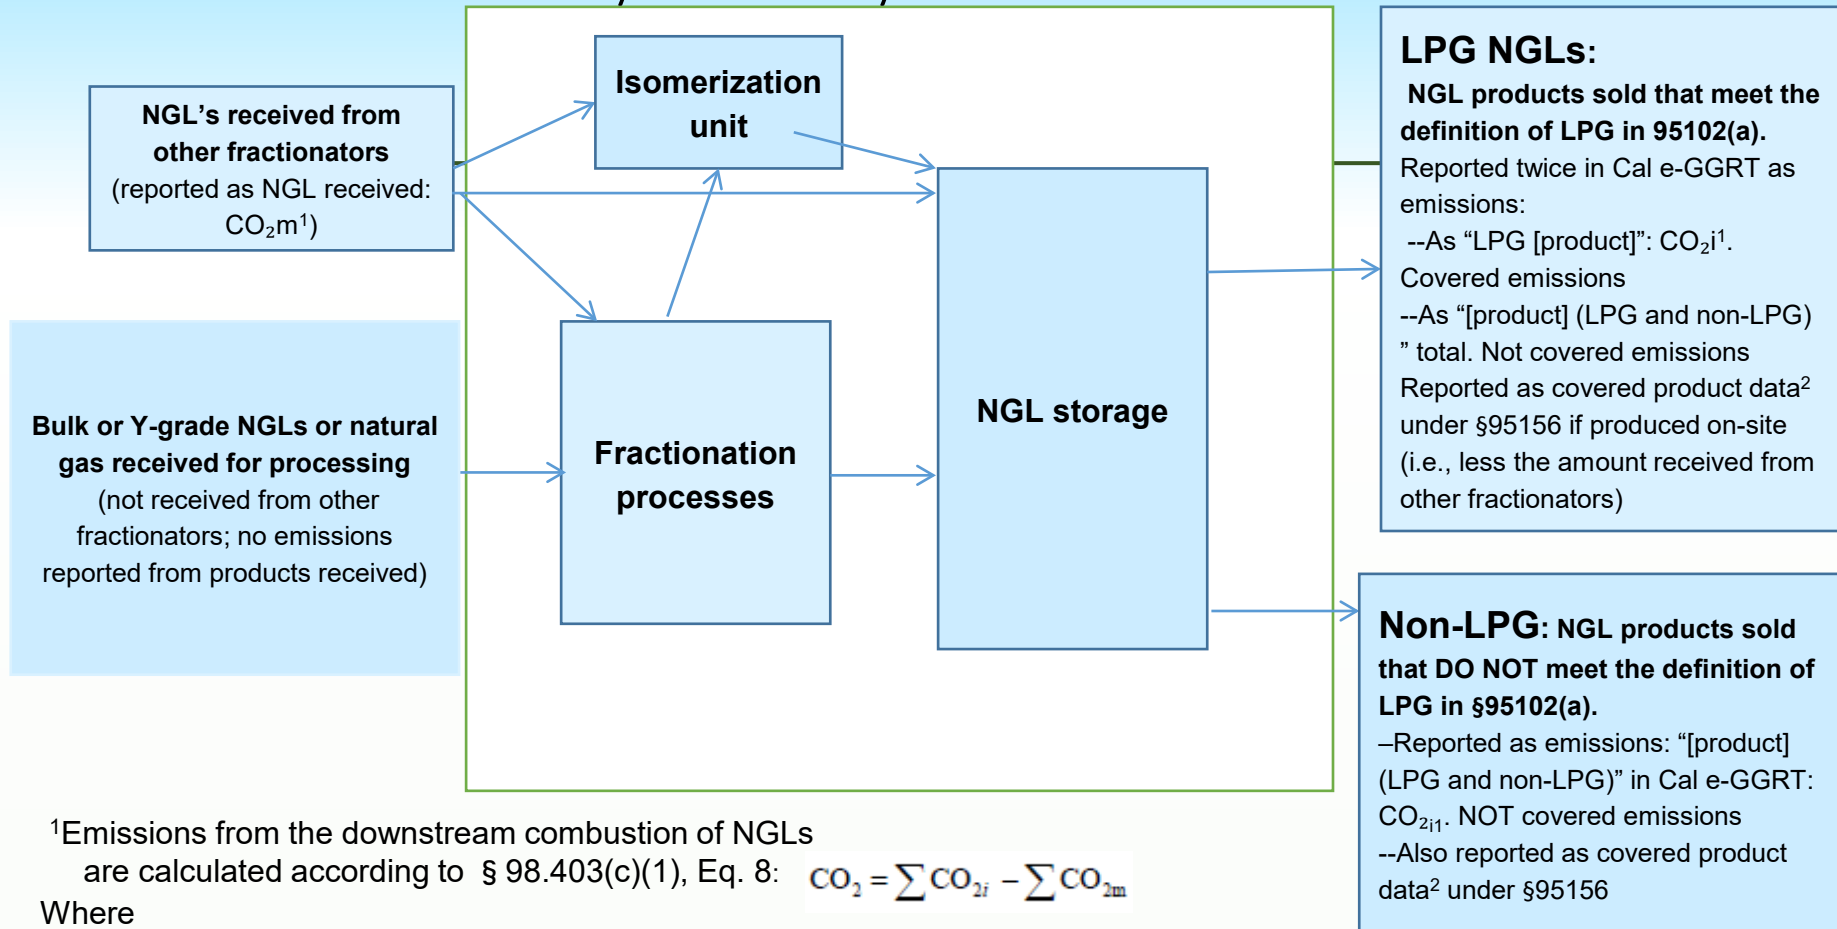 NGL's received from
other fractionators
(reported as NGL received:
CO₂m¹)
Bulk or Y-grade NGLs or natural
gas received for processing
(not received from other
fractionators; no emissions
reported from products received)
Isomerization
unit
Fractionation
processes
NGL storage
LPG NGLs:
NGL products sold that meet the
definition of LPG in 95102(a).
Reported twice in Cal e-GGRT as
emissions:
--As “LPG [product]”: CO₂i¹.
Covered emissions
--As “[product] (LPG and non-LPG)
” total. Not covered emissions
Reported as covered product data²
under §95156 if produced on-site
(i.e., less the amount received from
other fractionators)
Non-LPG: NGL products sold
that DO NOT meet the definition of
LPG in §95102(a).
–Reported as emissions: “[product]
(LPG and non-LPG)” in Cal e-GGRT:
CO₂ᵢ₁. NOT covered emissions
--Also reported as covered product
data² under §95156
¹Emissions from the downstream combustion of NGLs
are calculated according to § 98.403(c)(1), Eq. 8: CO₂ = ∑CO₂ᵢ − ∑CO₂ₘ
Where